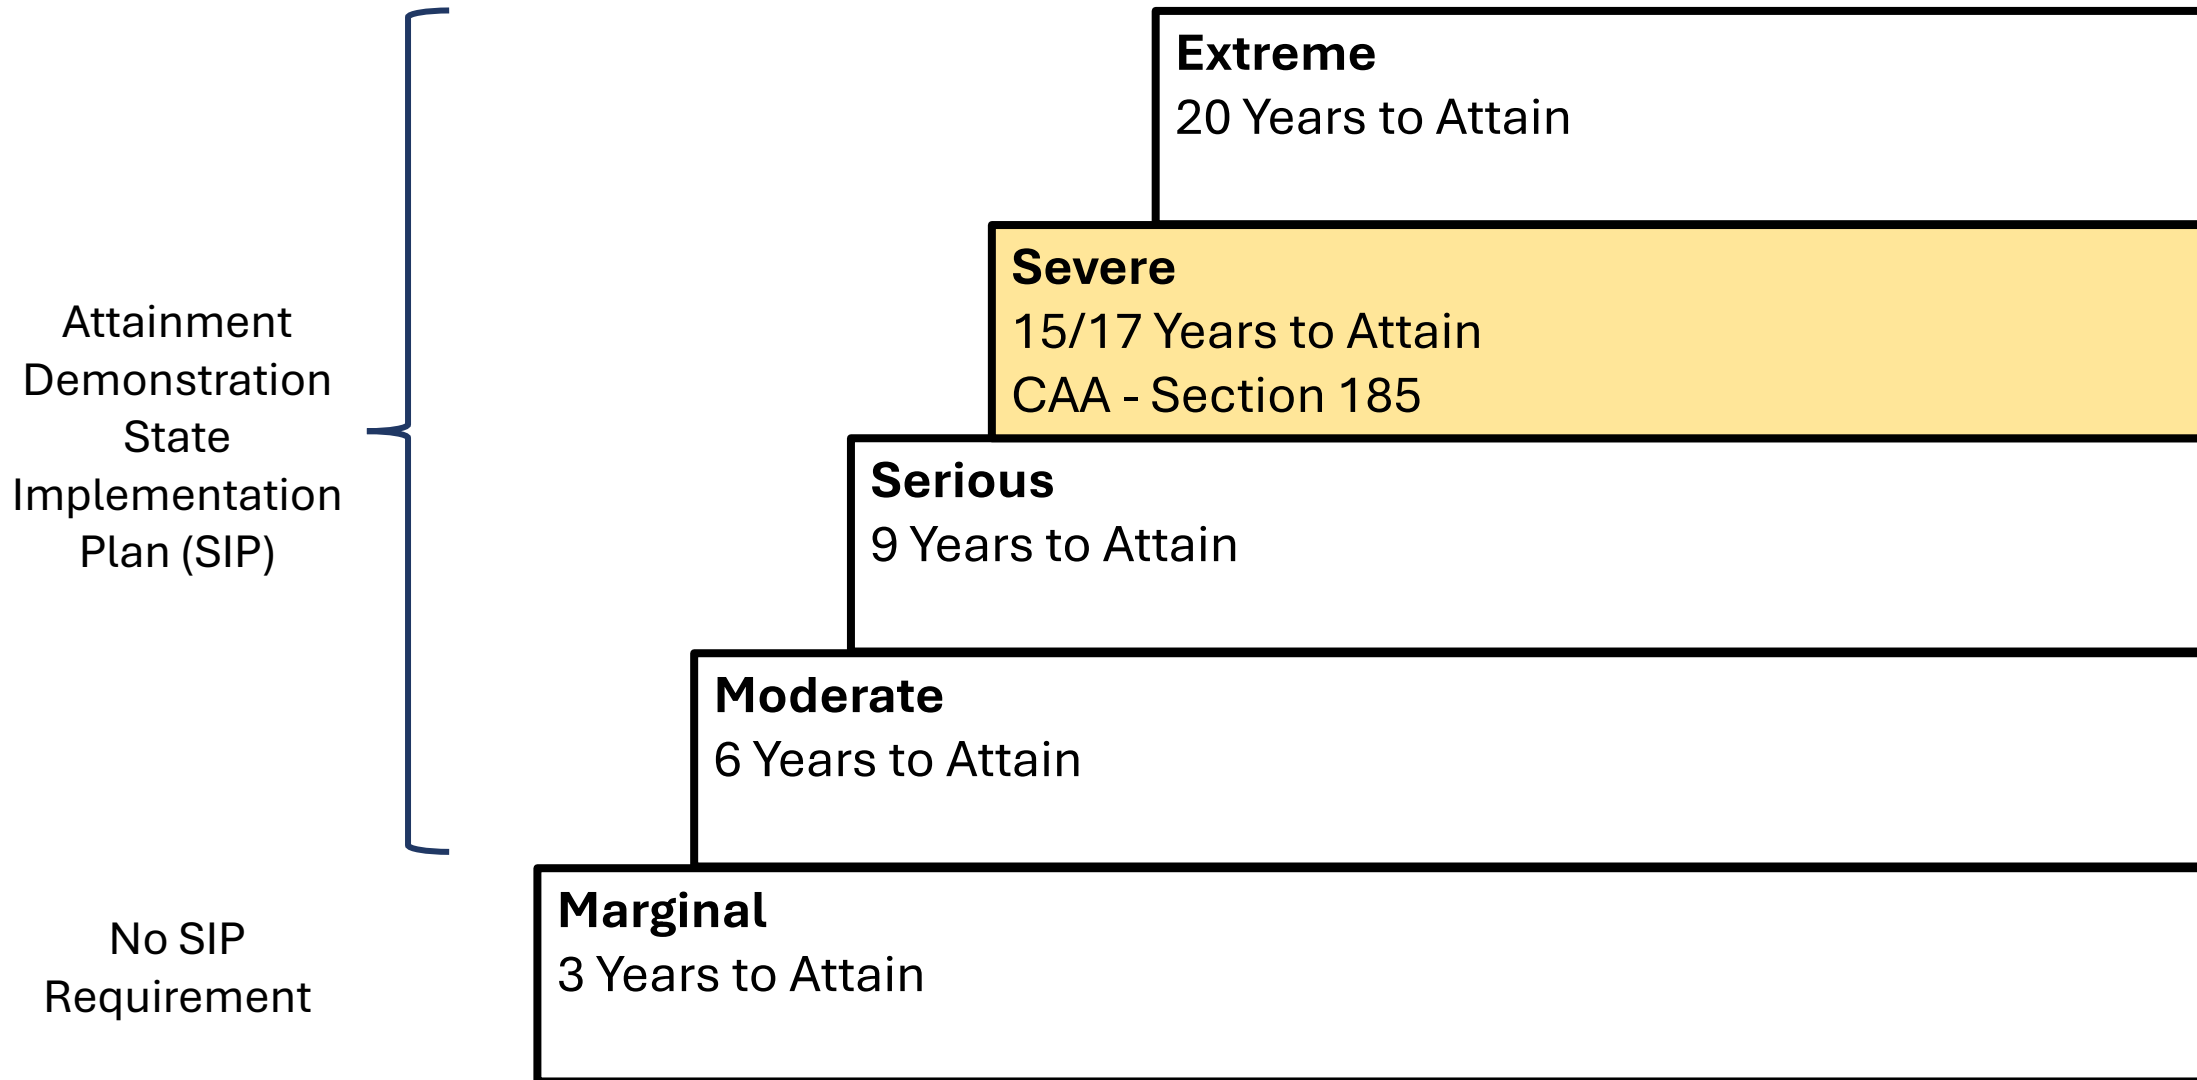 Extreme
20 Years to Attain
Severe
15/17 Years to Attain
CAA - Section 185
Attainment
Demonstration
State
Implementation
Plan (SIP)
Serious
9 Years to Attain
Moderate
6 Years to Attain
Marginal
3 Years to Attain
No SIP
Requirement